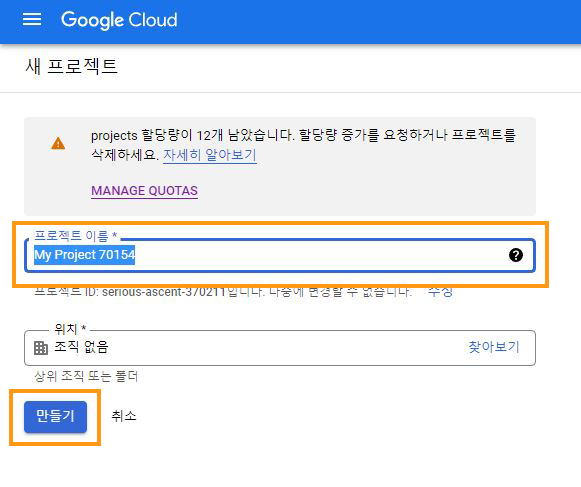 Google Cloud
새 프로젝트
projects 할당량이 12개 남았습니다. 할당량 증가를 요청하거나 프로젝트를
삭제하세요. 자세히 알아보기
MANAGE QUOTAS
프로젝트 이름 *
My Project 70154
프로젝트 ID: serious-ascent-370211입니다. 나중에 변경할 수 없습니다. 수정
위치 *
조직 없음 찾아보기
상위 조직 또는 폴더
만들기 취소